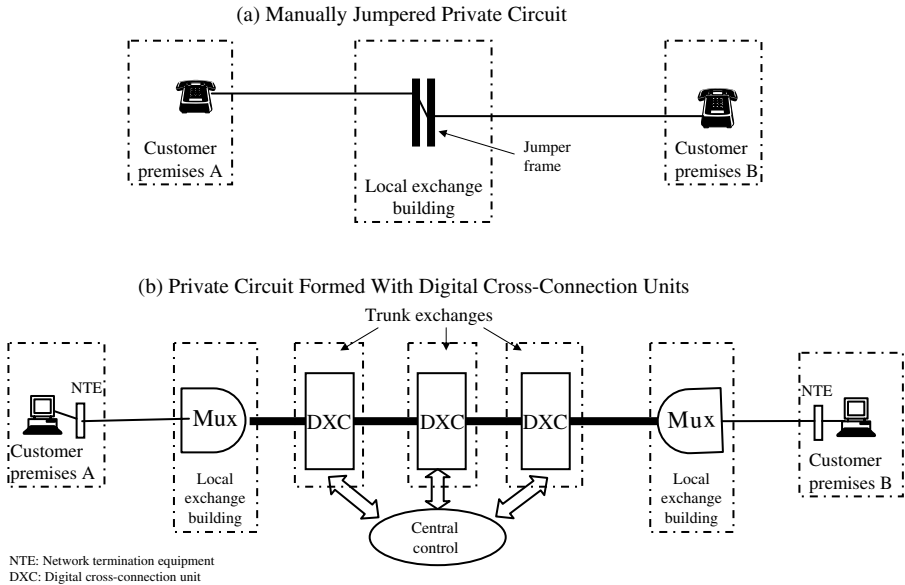 (a) Manually Jumpered Private Circuit
Customer
premises A
Jumper
frame
Local exchange
building
Customer
premises B
(b) Private Circuit Formed With Digital Cross-Connection Units
Trunk exchanges
NTE
Customer
premises A
Mux
Local
exchange
building
DXC
DXC
DXC
Central
control
Mux
Local
exchange
building
NTE
Customer
premises B
NTE: Network termination equipment
DXC: Digital cross-connection unit